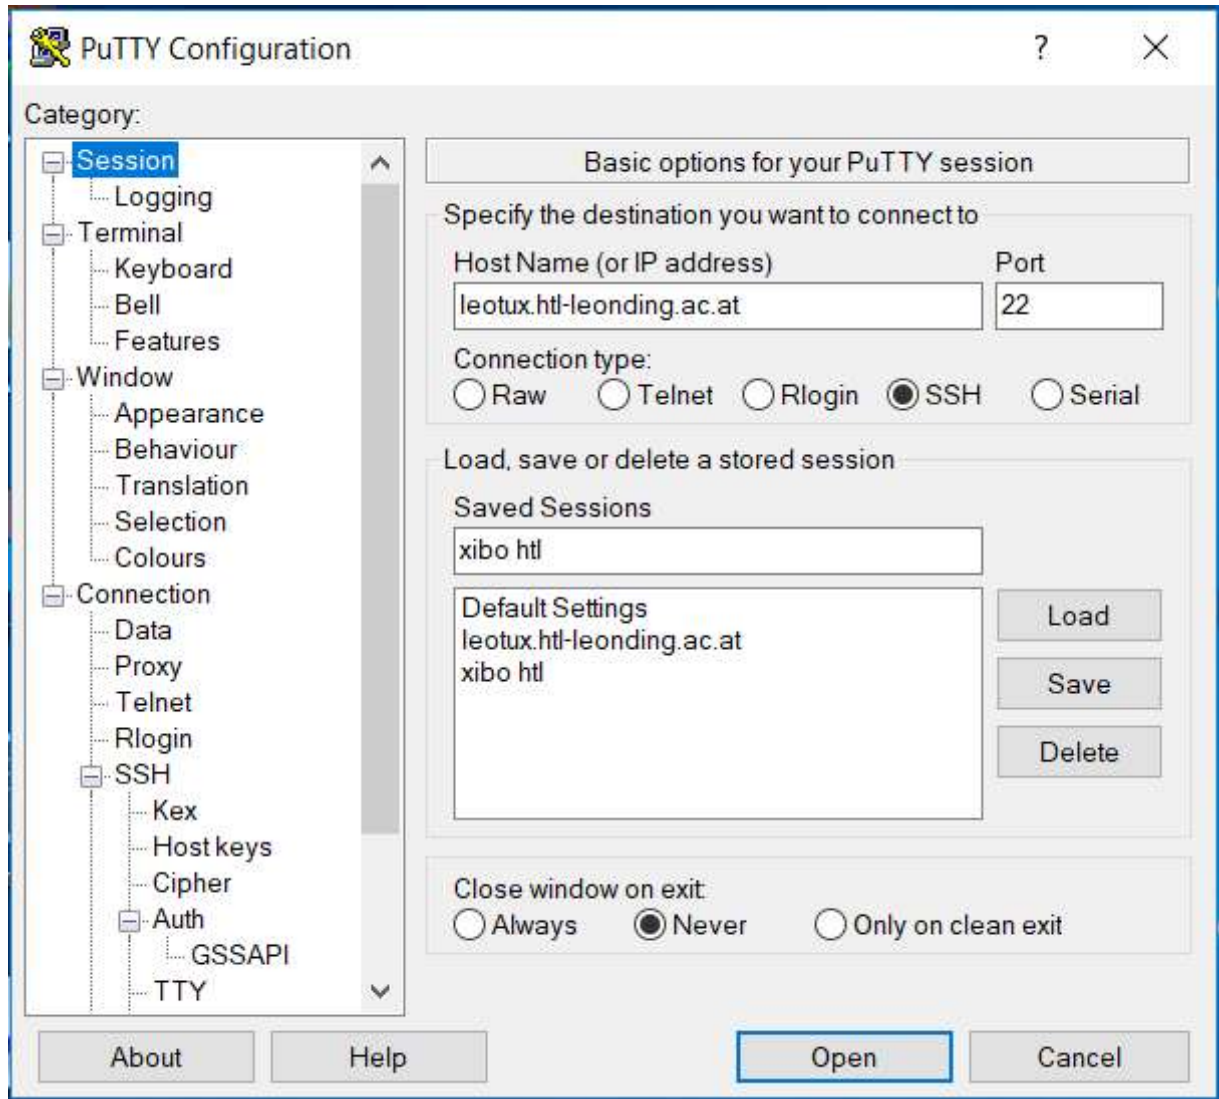 PuTTY Configuration
?
Category:
Session
Logging
Terminal
Keyboard
Bell
Features
Window
Appearance
Behaviour
Translation
Selection
Colours
Connection
Data
Proxy
Telnet
Rlogin
SSH
Kex
Host keys
Cipher
Auth
GSSAPI
TTY
Basic options for your PuTTY session
Specify the destination you want to connect to
Host Name (or IP address) Port
leotux.htl-leonding.ac.at 22
Connection type:
Raw Telnet Rlogin SSH Serial
Load, save or delete a stored session
Saved Sessions
xibo htl
Default Settings
leotux.htl-leonding.ac.at
xibo htl
Load
Save
Delete
Close window on exit:
Always Never Only on clean exit
About Help Open Cancel